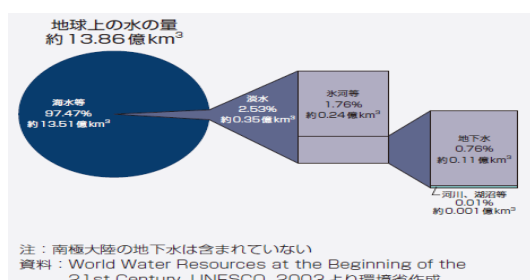 地球上の水の量
約13.86億km³
海水等
97.47%
約13.51億km³
淡水
2.53%
約0.35億km³
氷河等
1.76%
約0.24億km³
地下水
0.76%
約0.11億km³
河川、湖沼等
0.01%
約0.001億km³
注：南極大陸の地下水は含まれていない
資料：World Water Resources at the Beginning of the
21st Century, UNESCO, 2003より環境省作成